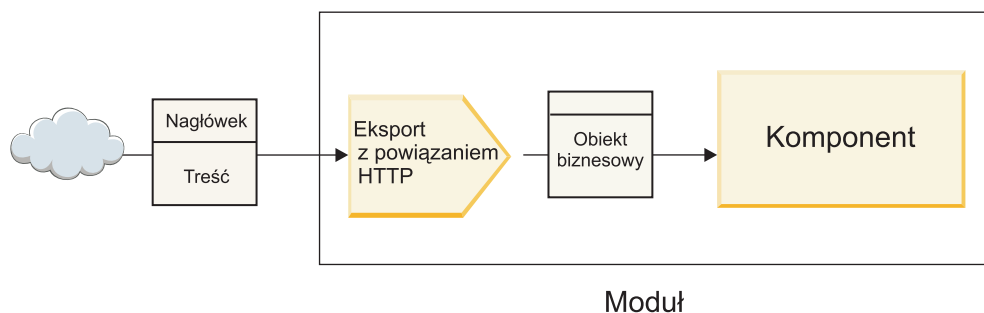 Nagłówek
Treść
Eksport
z powiązaniem
HTTP
Obiekt
biznesowy
Komponent
Moduł